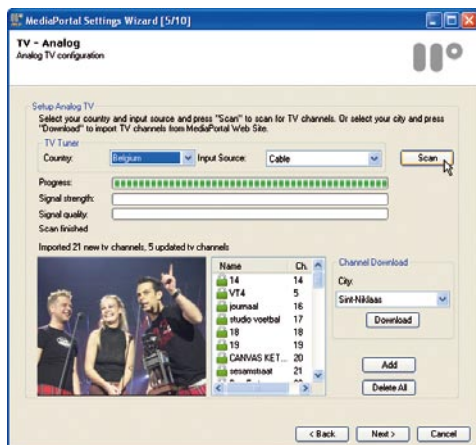 MediaPortal Settings Wizard [5/10]
TV - Analog
Analog TV configuration
Setup Analog TV
Select your country and input source and press "Scan" to scan for TV channels. Or select your city and press
"Download" to import TV channels from MediaPortal Web Site.
TV Tuner
Country: Belgium Input Source: Cable Scan
Progress:
Signal strength:
Signal quality:
Scan finished
Imported 21 new tv channels, 5 updated tv channels
Name Ch.
14 14
VT4 5
journaal 16
studio voetbal 17
18 18
19 19
CANVAS KET... 20
sesamstraat 21
Channel Download
City:
Sint-Niklaas
Download
Add
Delete All
< Back Next > Cancel